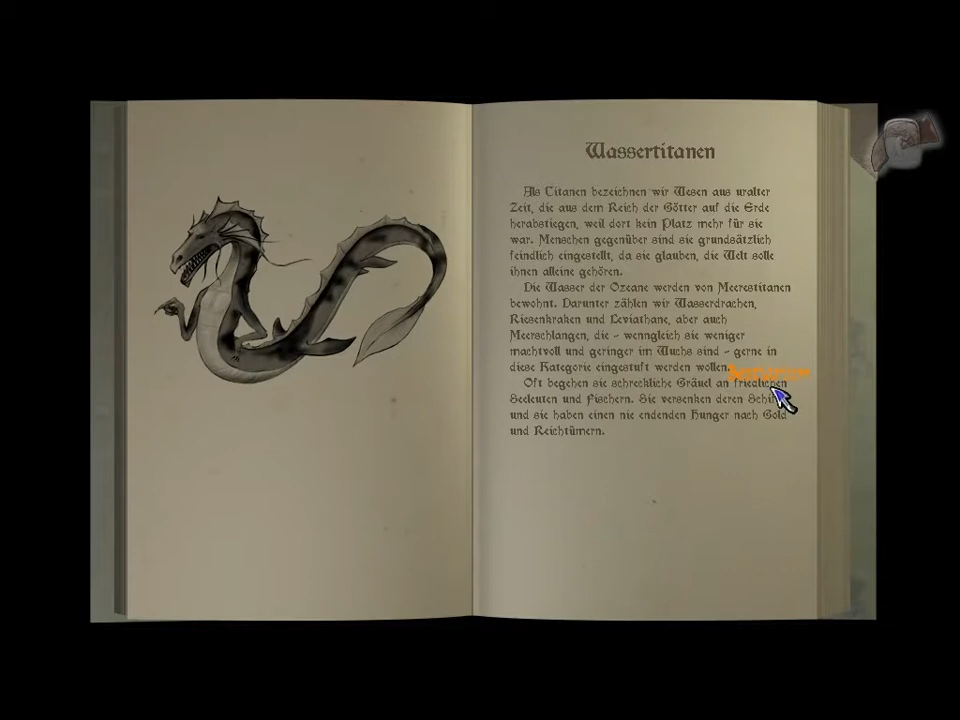 Wassertitanen
Als Titanen bezeichnen wir Wesen aus uralter
Zeit, die aus dem Reich der Götter auf die Erde
herabstiegen, weil dort kein Platz mehr für sie
war. Menschen gegenüber sind sie grundsätzlich
feindlich eingestellt, da sie glauben, die Welt solle
ihnen alleine gehören.
Die Wasser der Ozeane werden von Meerestitanen
bewohnt. Darunter zählen wir Wasserdrachen,
Riesenkraken und Leviathane, aber auch
Meerschlangen, die - wenngleich sie weniger
machtvoll und geringer im Wuchs sind - gerne in
diese Kategorie eingestuft werden wollen.
Oft begehen sie schreckliche Gräuel an friedlichen
Seeleuten und Fischern. Sie versenken deren
und sie haben einen nie endenden Hunger nach Gold
und Reichtümern.